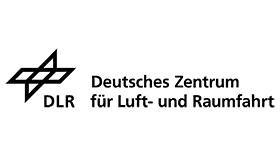 DLR
Deutsches Zentrum
für Luft- und Raumfahrt